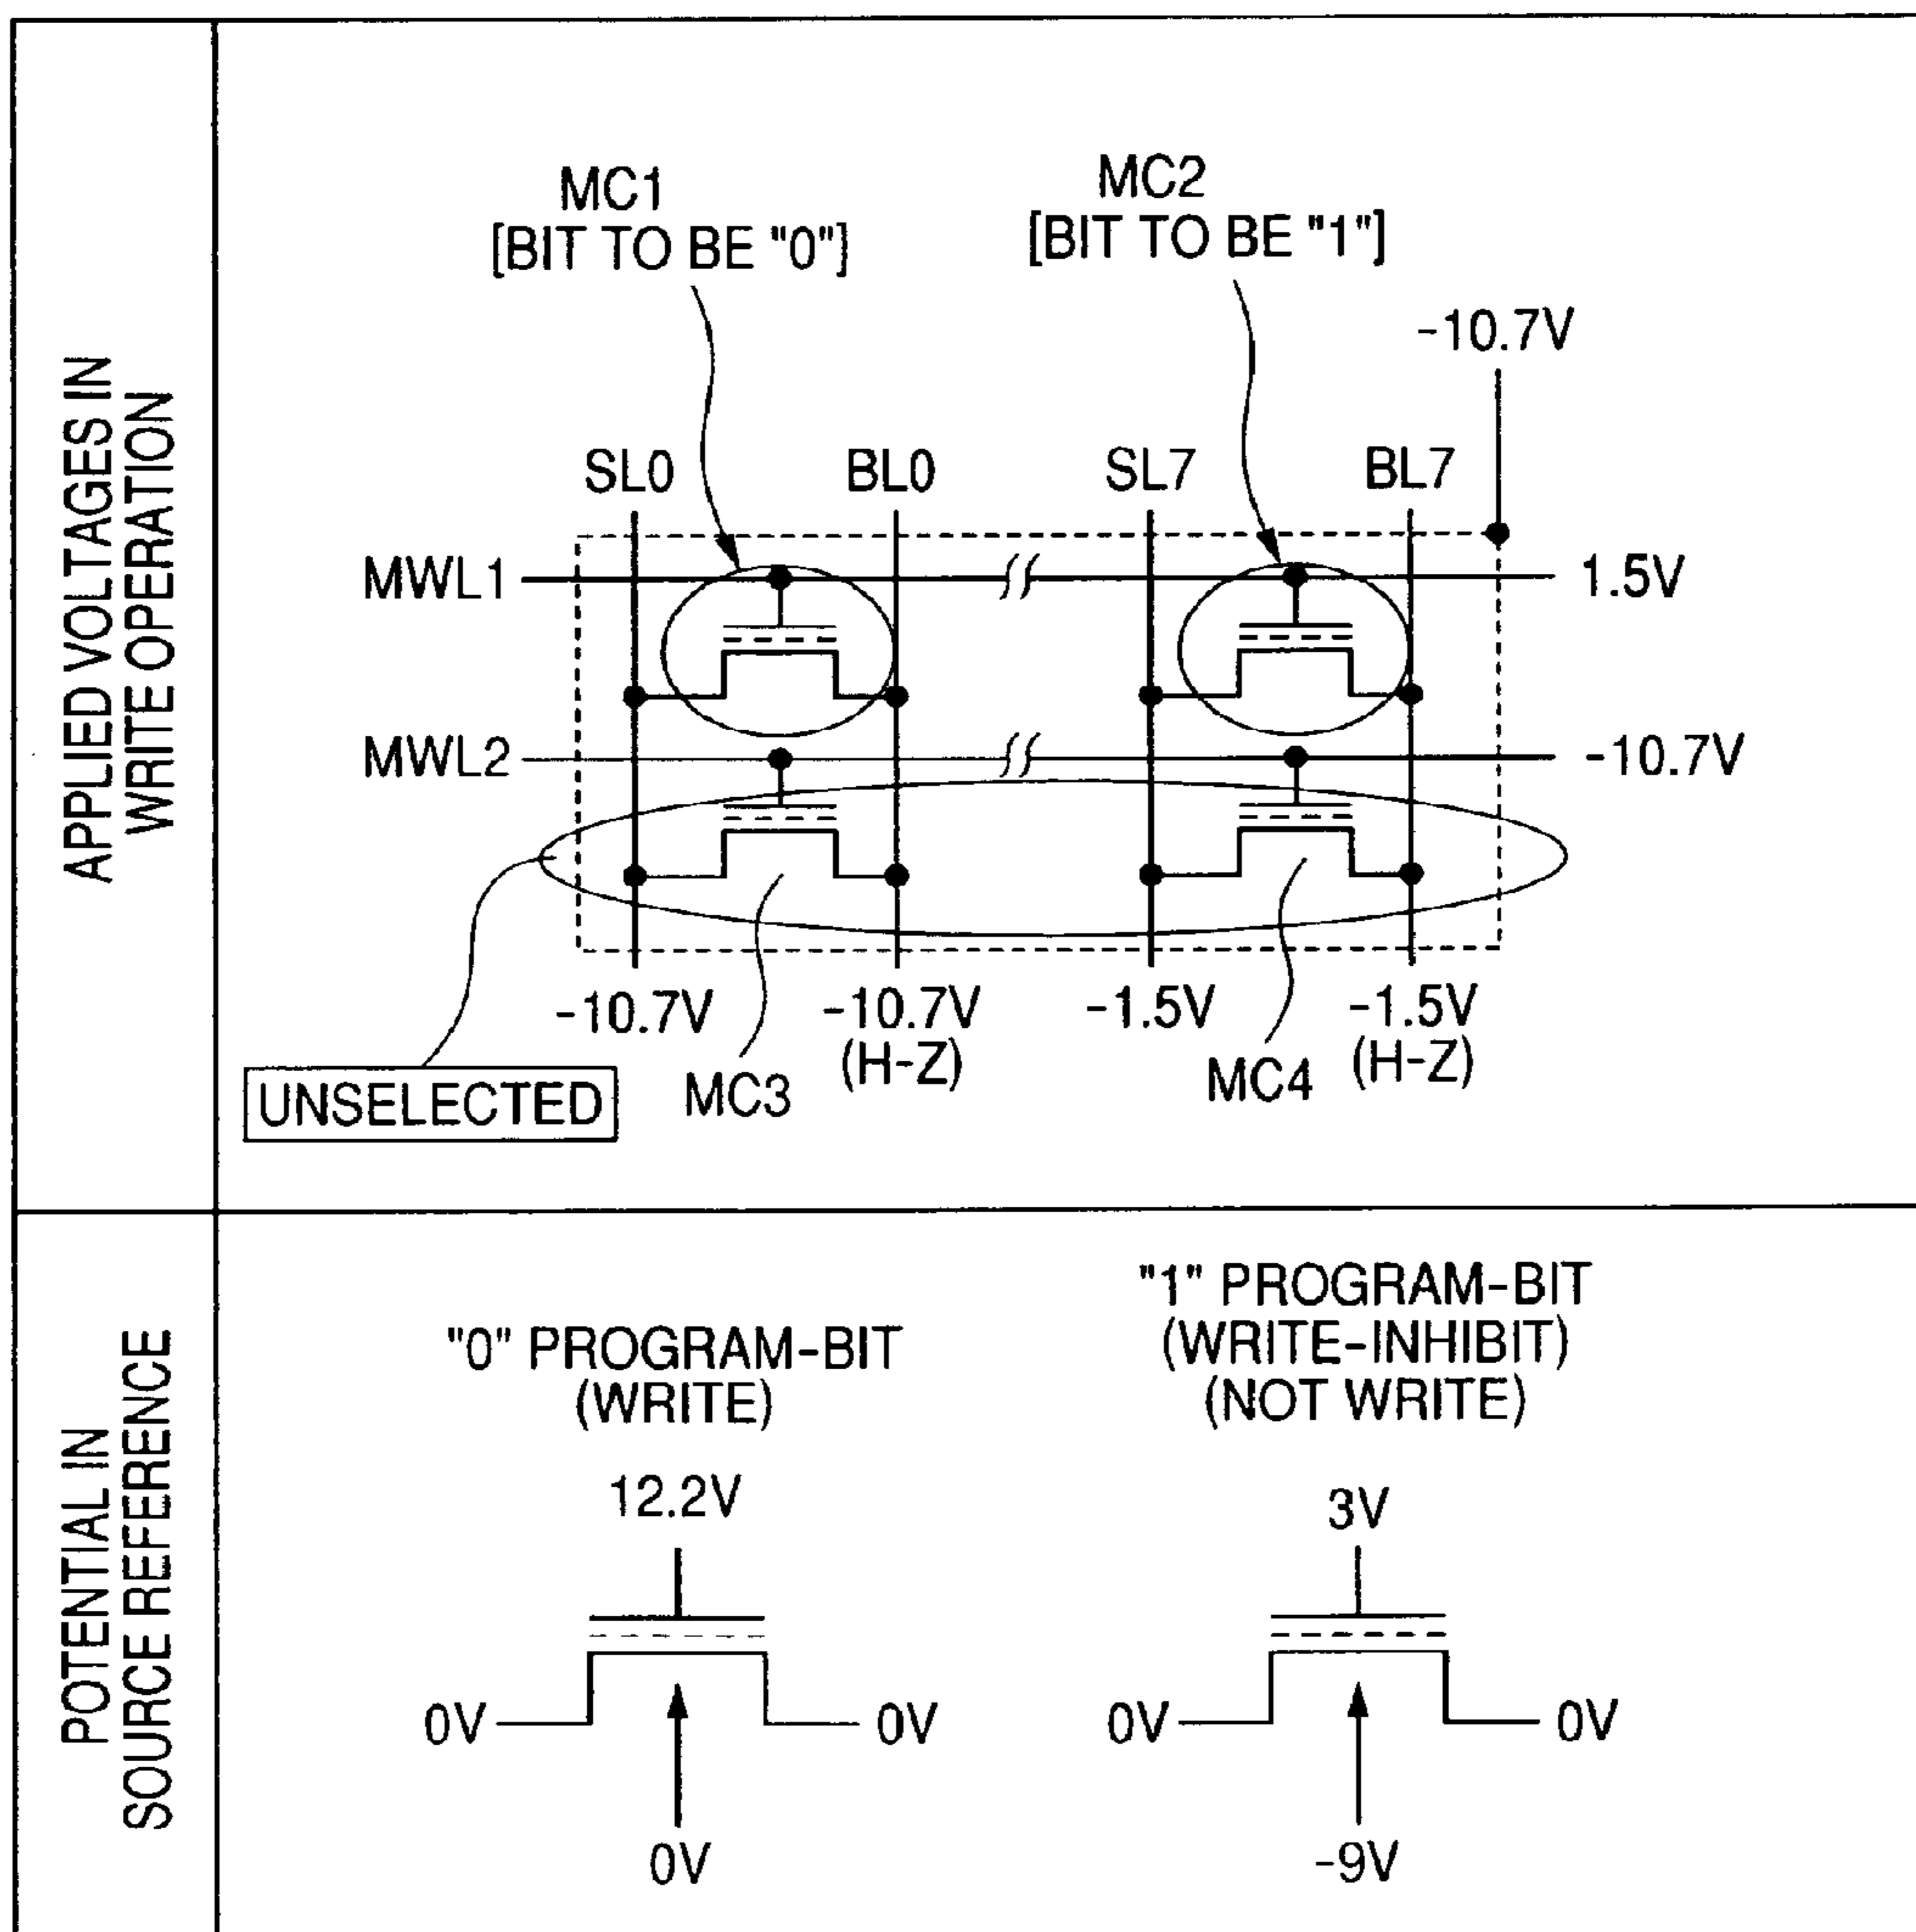 APPLIED VOLTAGES IN
WRITE OPERATION
MC1
[BIT TO BE "0"]
MC2
[BIT TO BE "1"]
-10.7V
SL0
BL0
SL7
BL7
MWL1
1.5V
MWL2
-10.7V
-10.7V
-10.7V
(H-Z)
-1.5V
-1.5V
(H-Z)
UNSELECTED
MC3
MC4
POTENTIAL IN
SOURCE REFERENCE
"0" PROGRAM-BIT
(WRITE)
"1" PROGRAM-BIT
(WRITE-INHIBIT)
(NOT WRITE)
12.2V
3V
0V
0V
0V
0V
0V
-9V